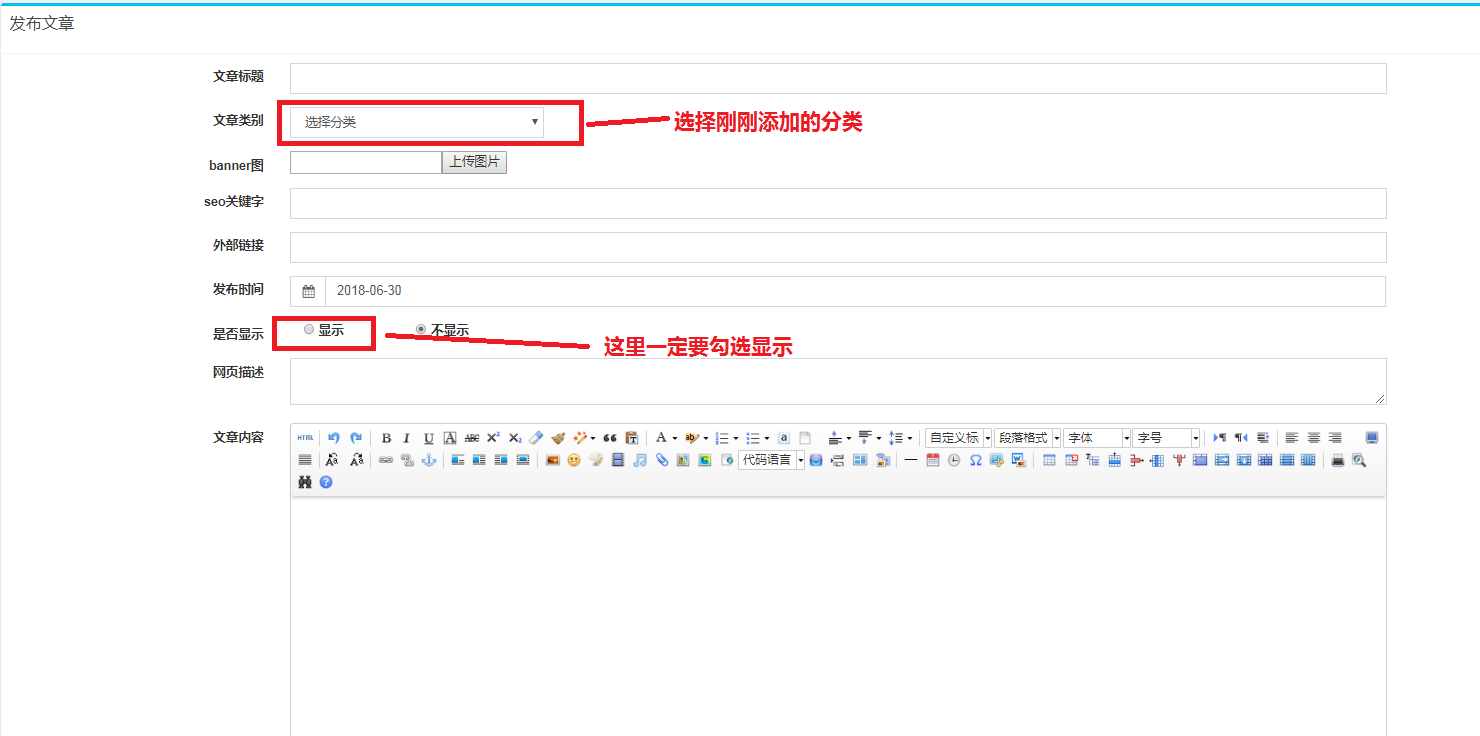 发布文章
文章标题
文章类别 选择分类 选择刚刚添加的分类
banner图 上传图片
seo关键字
外部链接
发布时间 2018-06-30
是否显示 显示 不显示
这里一定要勾选显示
网页描述
文章内容 HTML B I U A ABC X² X₂ A ab a 自定义标 段落格式 字体 字号
代码语言